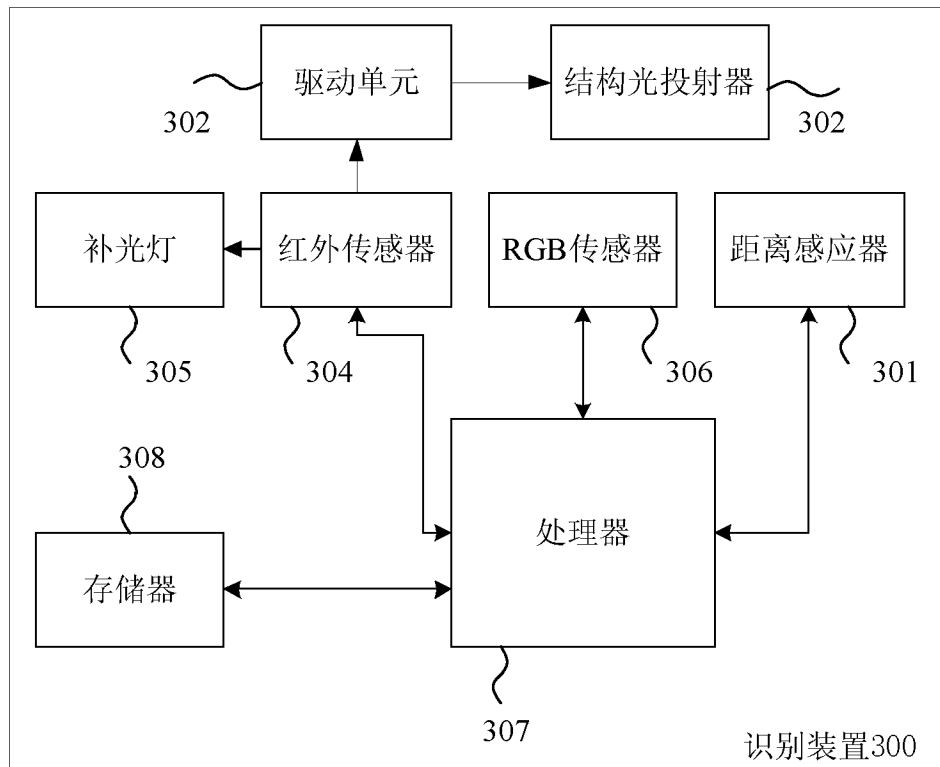 驱动单元
结构光投射器
302
302
补光灯
红外传感器
RGB传感器
距离感应器
305
304
306
301
308
处理器
存储器
307
识别装置300